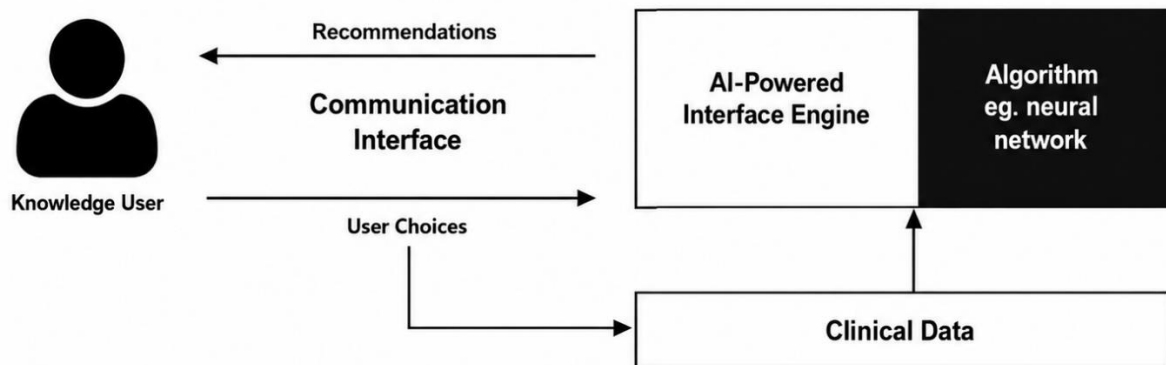 Recommendations
Communication
Interface
Knowledge User
User Choices
AI-Powered
Interface Engine
Algorithm
eg. neural
network
Clinical Data